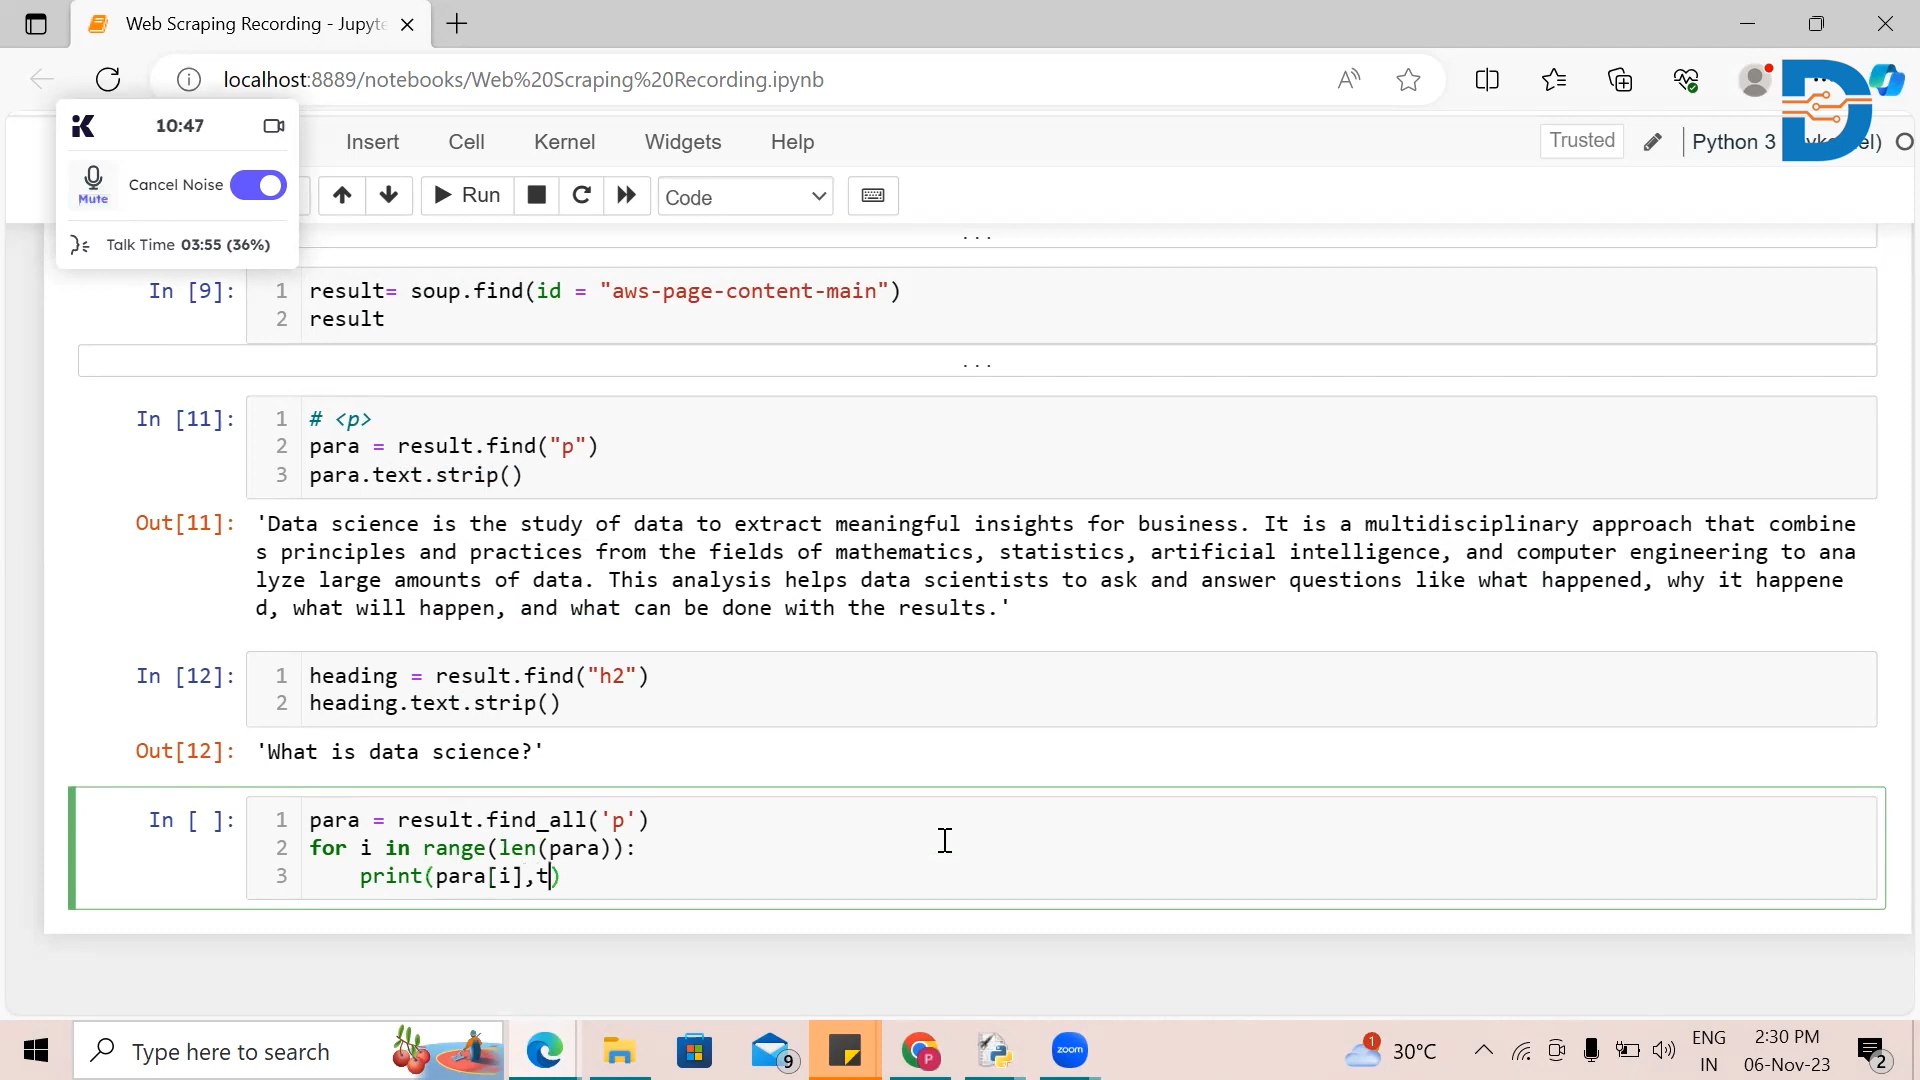 Web Scraping Recording - Jupyte
localhost:8889/notebooks/Web%20Scraping%20Recording.ipynb
10:47
Mute
Cancel Noise
Talk Time 03:55 (36%)
Insert Cell Kernel Widgets Help
Trusted
Python 3
el)
Run
Code
...
In [9]:
1 result= soup.find(id = "aws-page-content-main")
2 result
...
In [11]:
1 # <p>
2 para = result.find("p")
3 para.text.strip()
Out[11]:
'Data science is the study of data to extract meaningful insights for business. It is a multidisciplinary approach that combine
s principles and practices from the fields of mathematics, statistics, artificial intelligence, and computer engineering to ana
lyze large amounts of data. This analysis helps data scientists to ask and answer questions like what happened, why it happene
d, what will happen, and what can be done with the results.'
In [12]:
1 heading = result.find("h2")
2 heading.text.strip()
Out[12]:
'What is data science?'
In [ ]:
1 para = result.find_all('p')
2 for i in range(len(para)):
3 print(para[i],t)
Type here to search
9
P
zoom
1
30°C
ENG
IN
2:30 PM
06-Nov-23
2